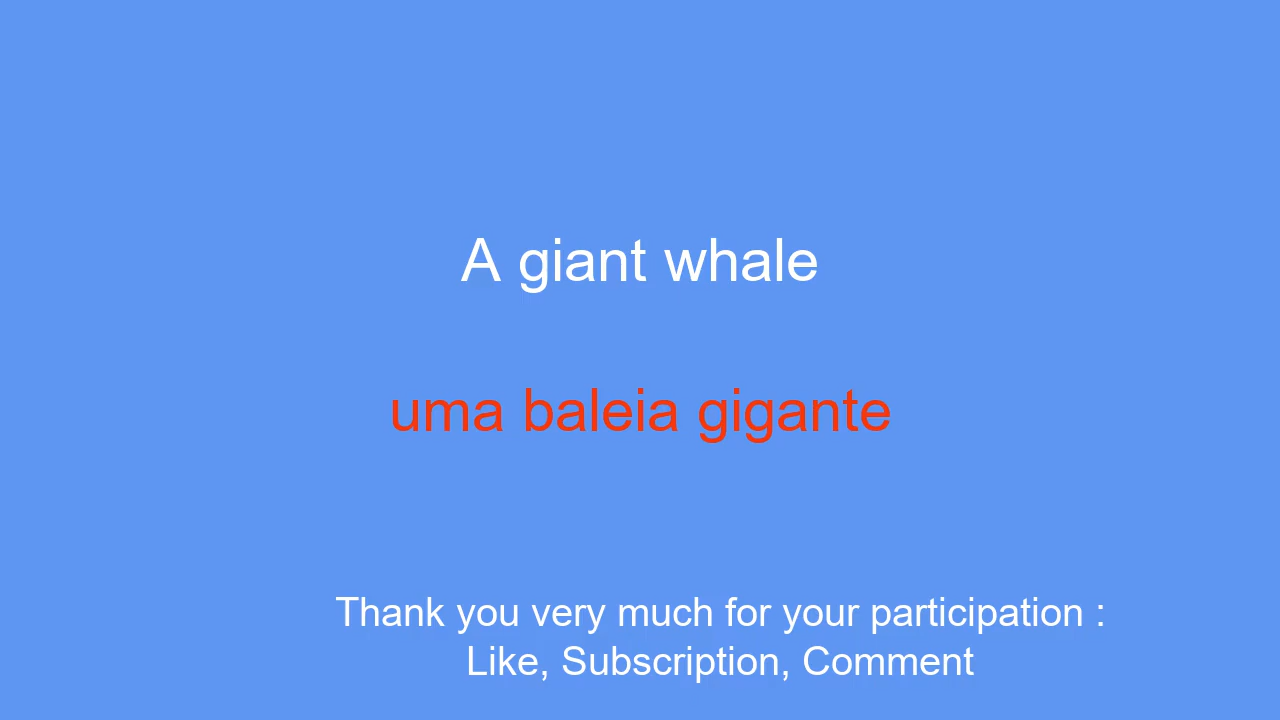 A giant whale
uma baleia gigante
Thank you very much for your participation :
Like, Subscription, Comment